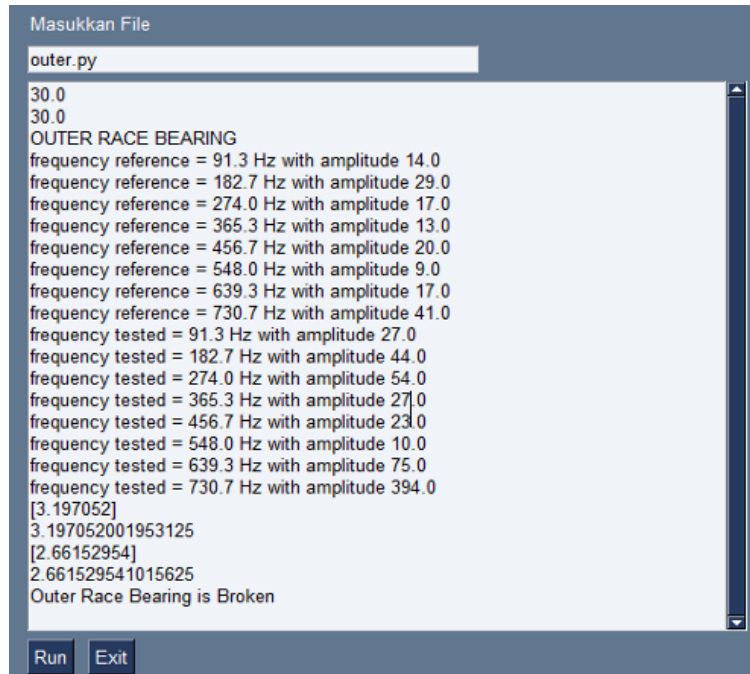 Masukkan File
outer.py
30.0
30.0
OUTER RACE BEARING
frequency reference = 91.3 Hz with amplitude 14.0
frequency reference = 182.7 Hz with amplitude 29.0
frequency reference = 274.0 Hz with amplitude 17.0
frequency reference = 365.3 Hz with amplitude 13.0
frequency reference = 456.7 Hz with amplitude 20.0
frequency reference = 548.0 Hz with amplitude 9.0
frequency reference = 639.3 Hz with amplitude 17.0
frequency reference = 730.7 Hz with amplitude 41.0
frequency tested = 91.3 Hz with amplitude 27.0
frequency tested = 182.7 Hz with amplitude 44.0
frequency tested = 274.0 Hz with amplitude 54.0
frequency tested = 365.3 Hz with amplitude 27.0
frequency tested = 456.7 Hz with amplitude 23.0
frequency tested = 548.0 Hz with amplitude 10.0
frequency tested = 639.3 Hz with amplitude 75.0
frequency tested = 730.7 Hz with amplitude 394.0
[3.197052]
3.197052001953125
[2.66152954]
2.661529541015625
Outer Race Bearing is Broken
Run Exit